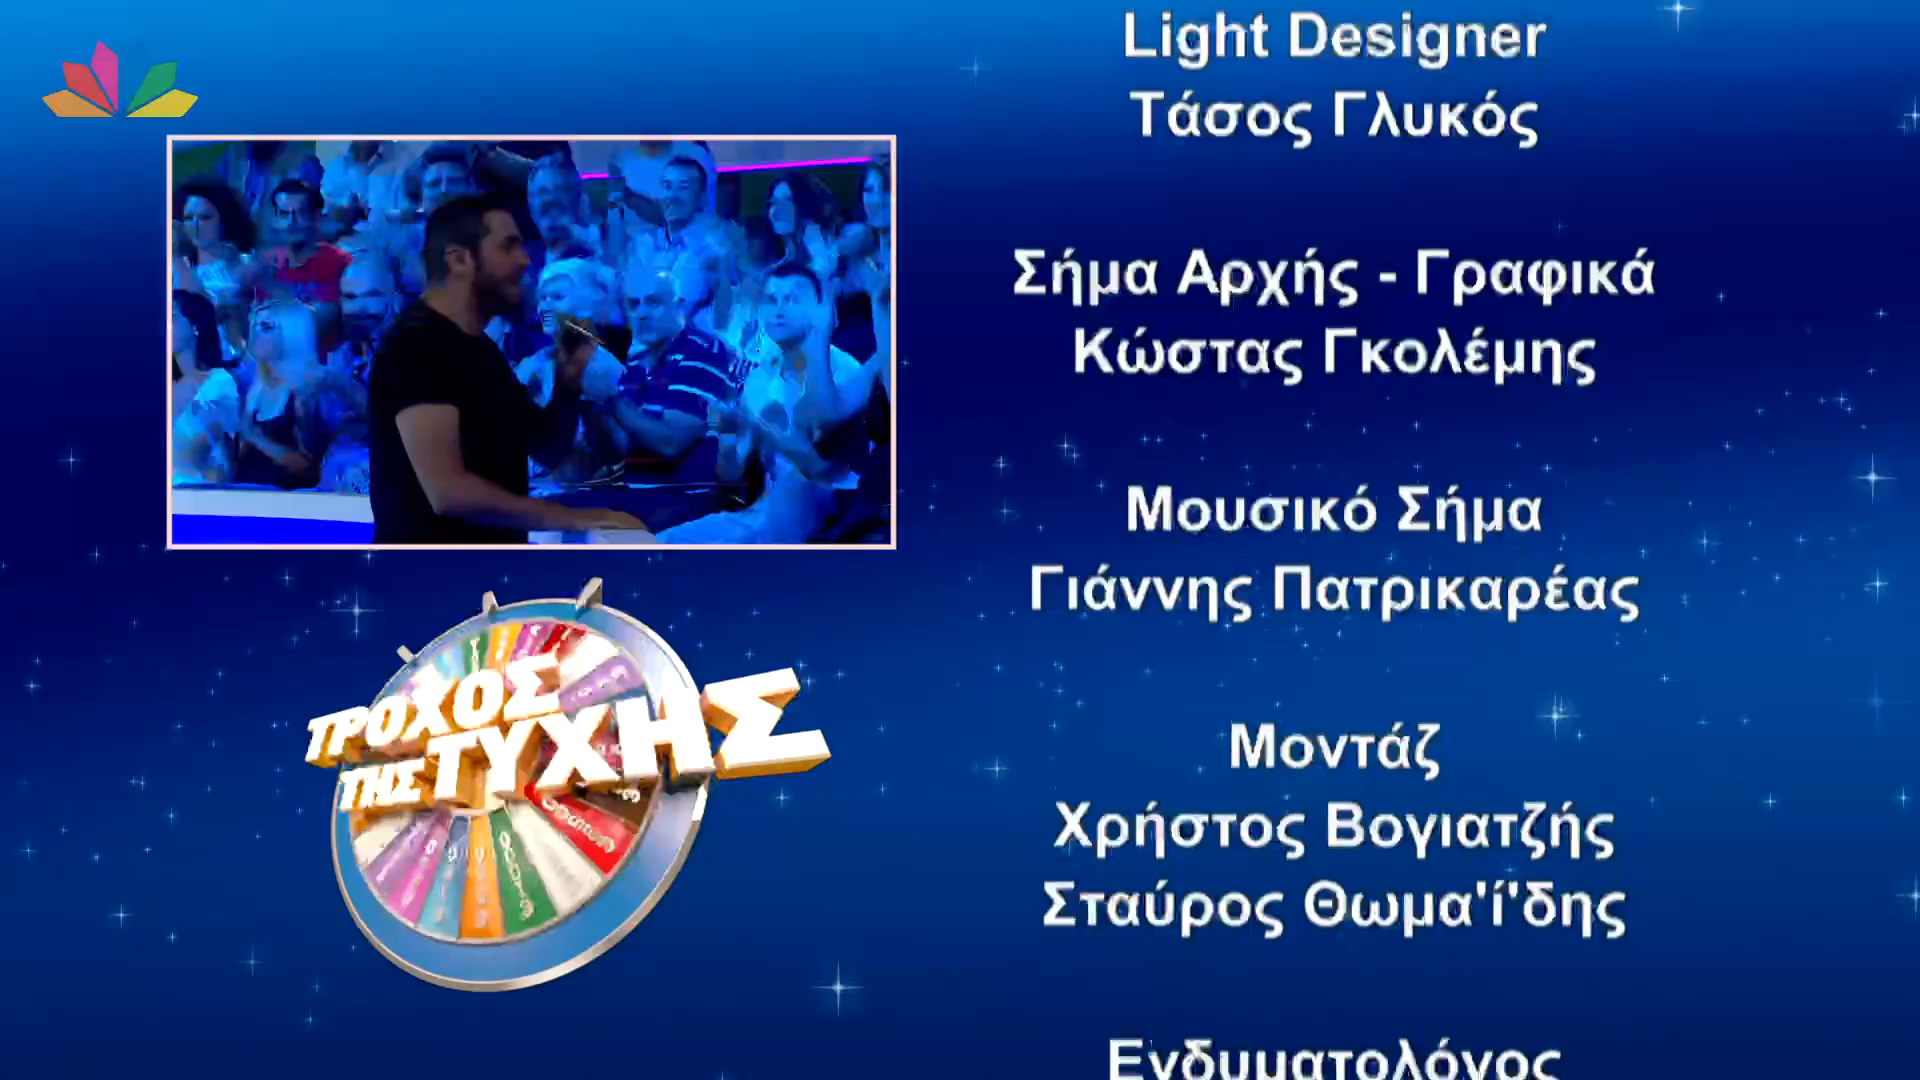 Light Designer
Τάσος Γλυκός
Σήμα Αρχής - Γραφικά
Κώστας Γκολέμης
Μουσικό Σήμα
Γιάννης Πατρικαρέας
Μοντάζ
Χρήστος Βογιατζής
Σταύρος Θωμα'ί'δης
Ενδυματολόγος
ΤΡΟΧΟΣ
ΤΗΣ ΤΥΧΗΣ